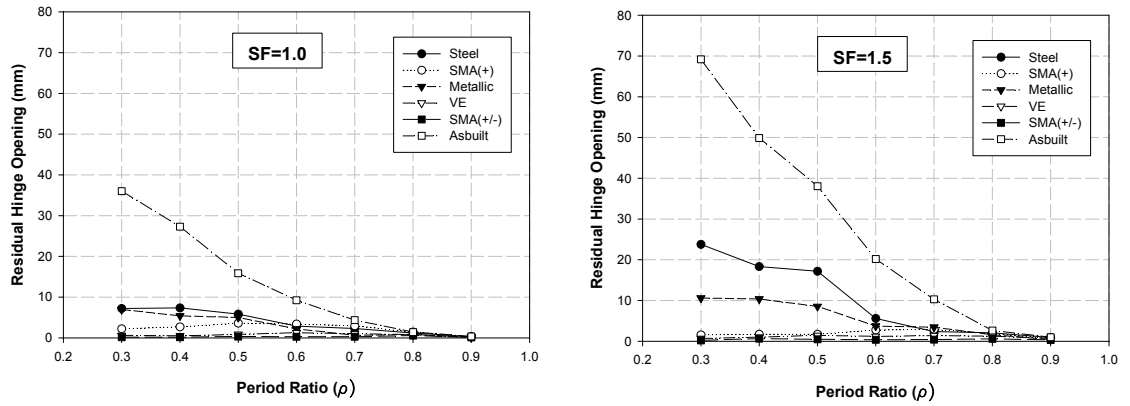 SF=1.0
Residual Hinge Opening (mm)
80
70
60
50
40
30
20
10
0
Steel
SMA(+)
Metallic
VE
SMA(+/-)
Asbuilt
0.2 0.3 0.4 0.5 0.6 0.7 0.8 0.9 1.0
Period Ratio (ρ)
SF=1.5
Residual Hinge Opening (mm)
80
70
60
50
40
30
20
10
0
Steel
SMA(+)
Metallic
VE
SMA(+/-)
Asbuilt
0.2 0.3 0.4 0.5 0.6 0.7 0.8 0.9 1.0
Period Ratio (ρ)